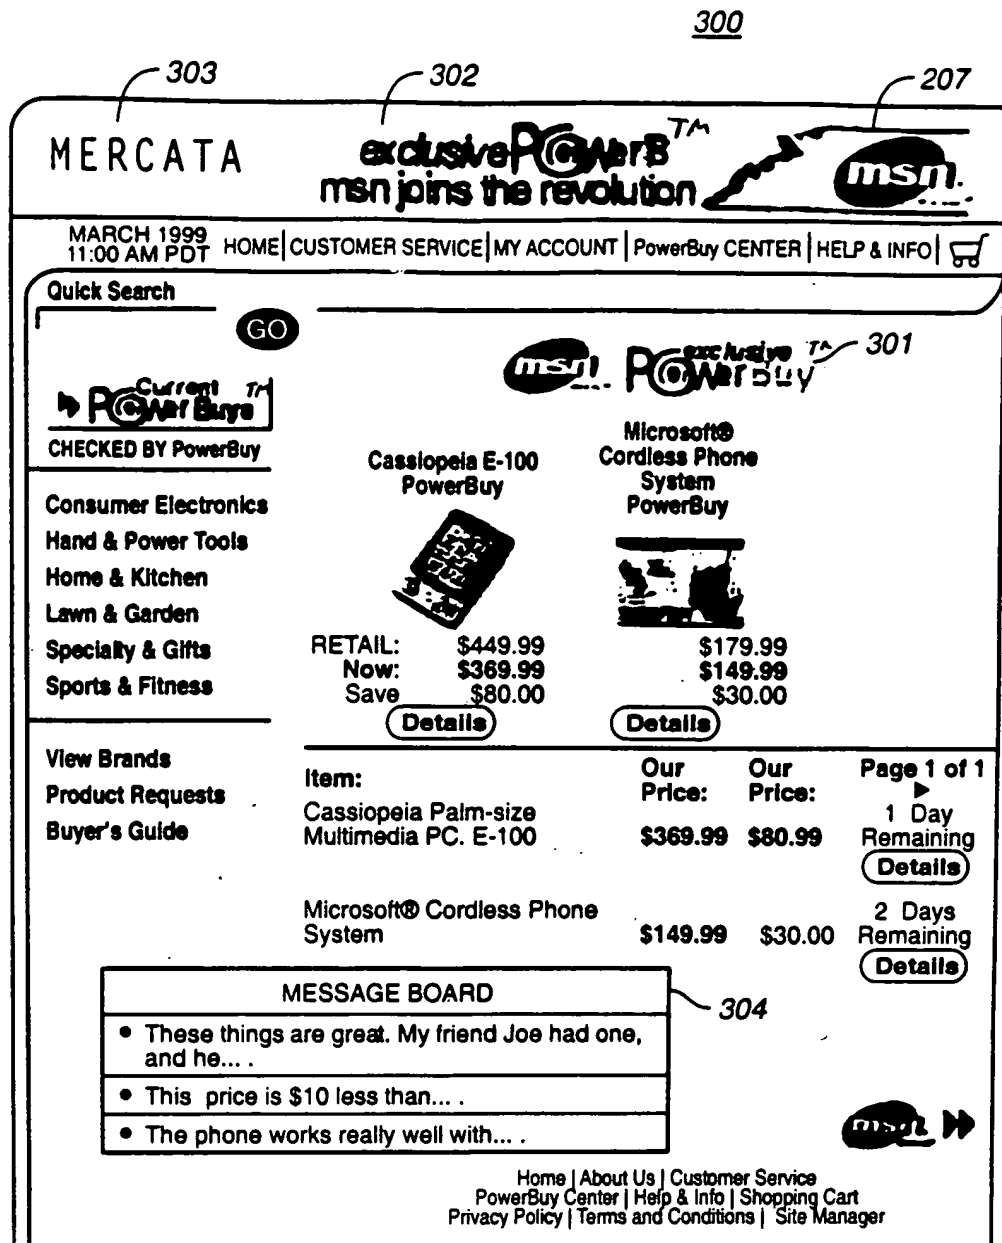 300
303
302
207
MERCATA
exclusive PowerB TM
msn joins the revolution
msn
MARCH 1999
11:00 AM PDT
HOME | CUSTOMER SERVICE | MY ACCOUNT | PowerBuy CENTER | HELP & INFO |
Quick Search
GO
Current TM
Power Buys
CHECKED BY PowerBuy
msn
exclusive TM
PowerBuy
301
Cassiopeia E-100
PowerBuy
Microsoft®
Cordless Phone
System
PowerBuy
Consumer Electronics
Hand & Power Tools
Home & Kitchen
Lawn & Garden
Specialty & Gifts
Sports & Fitness
RETAIL: $449.99 $179.99
Now: $369.99 $149.99
Save $80.00 $30.00
Details Details
View Brands
Product Requests
Buyer's Guide
Item: Our Price: Our Price: Page 1 of 1
Cassiopeia Palm-size
Multimedia PC. E-100 $369.99 $80.99 1 Day Remaining
Details
Microsoft® Cordless Phone
System $149.99 $30.00 2 Days Remaining
Details
MESSAGE BOARD
304
• These things are great. My friend Joe had one,
and he... .
• This price is $10 less than... .
• The phone works really well with... .
msn
Home | About Us | Customer Service
PowerBuy Center | Help & Info | Shopping Cart
Privacy Policy | Terms and Conditions | Site Manager